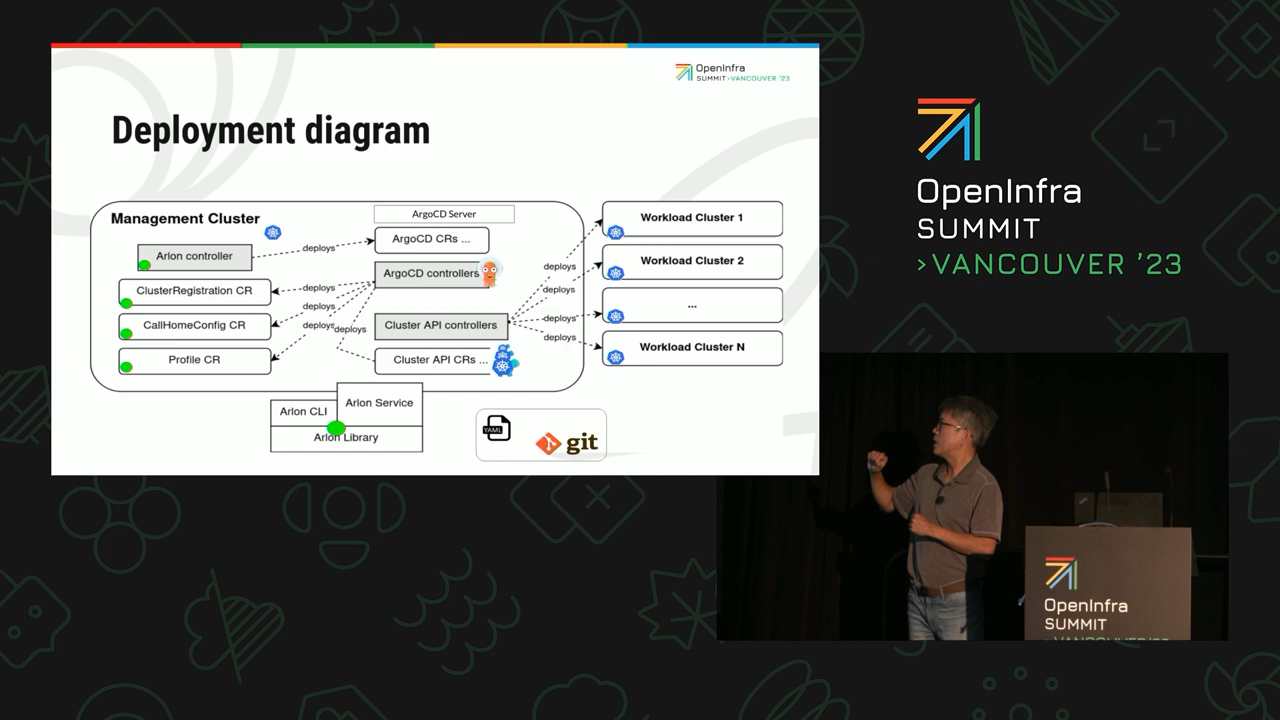 OpenInfra
SUMMIT >VANCOUVER '23
Deployment diagram
Management Cluster
ArgoCD Server
Arlon controller
deploys
ArgoCD CRs ...
ArgoCD controllers
ClusterRegistration CR
deploys
CallHomeConfig CR
deploys
deploys
deploys
Cluster API controllers
Profile CR
Cluster API CRs ...
deploys
deploys
deploys
deploys
Workload Cluster 1
Workload Cluster 2
...
Workload Cluster N
Arlon CLI
Arlon Service
Arlon Library
YAML
git
OpenInfra
SUMMIT
>VANCOUVER '23
OpenInfra
SUMMIT
>VANCOUVER '23